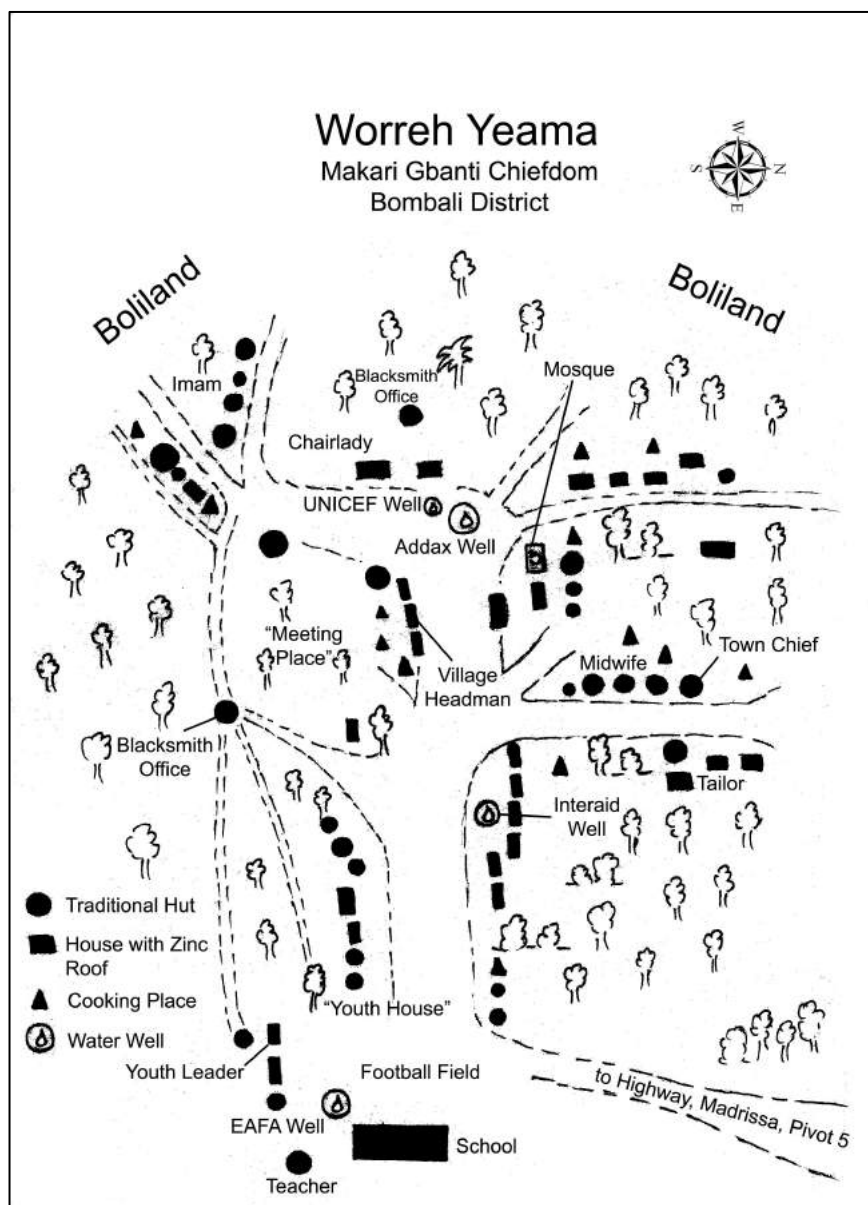 Worreh Yeama
Makari Gbanti Chiefdom
Bombali District
W
S
N
E
Boliland
Boliland
Imam
Blacksmith
Office
Mosque
Chairlady
UNICEF Well
Addax Well
"Meeting
Place"
Village
Headman
Midwife
Town Chief
Blacksmith
Office
Tailor
Interaid
Well
Traditional Hut
House with Zinc
Roof
Cooking Place
Water Well
"Youth House"
Youth Leader
Football Field
to Highway, Madrissa, Pivot 5
EAFA Well
School
Teacher